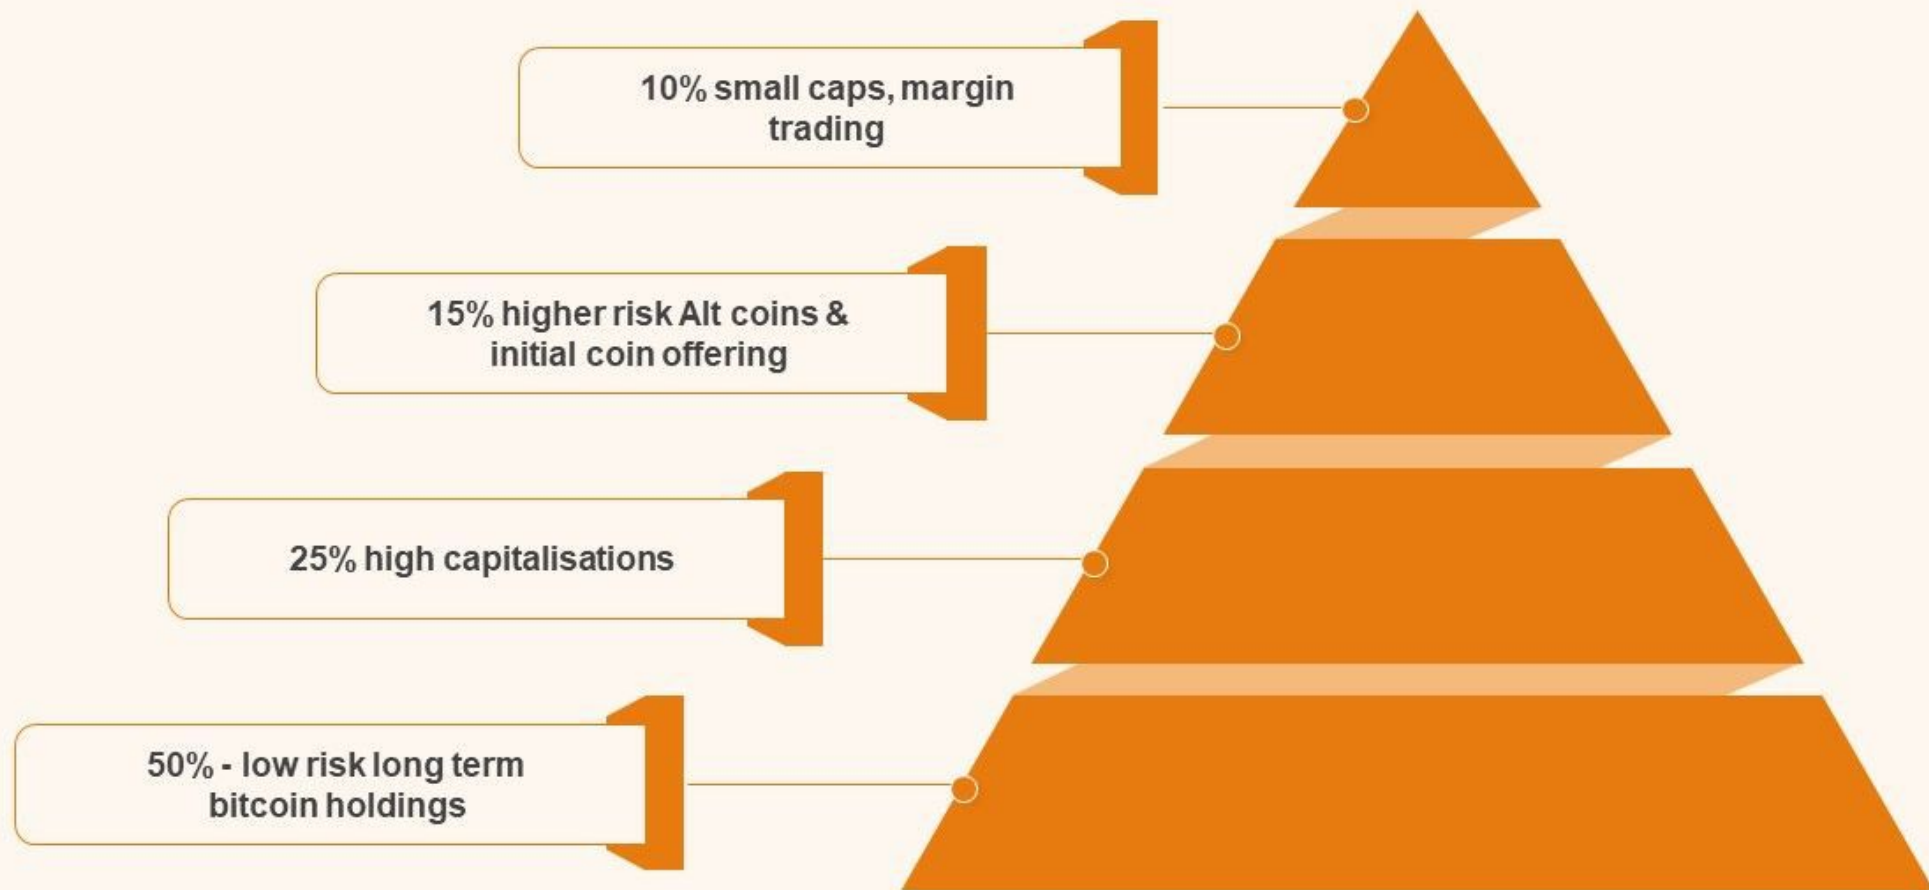 10% small caps, margin
trading
15% higher risk Alt coins &
initial coin offering
25% high capitalisations
50% - low risk long term
bitcoin holdings